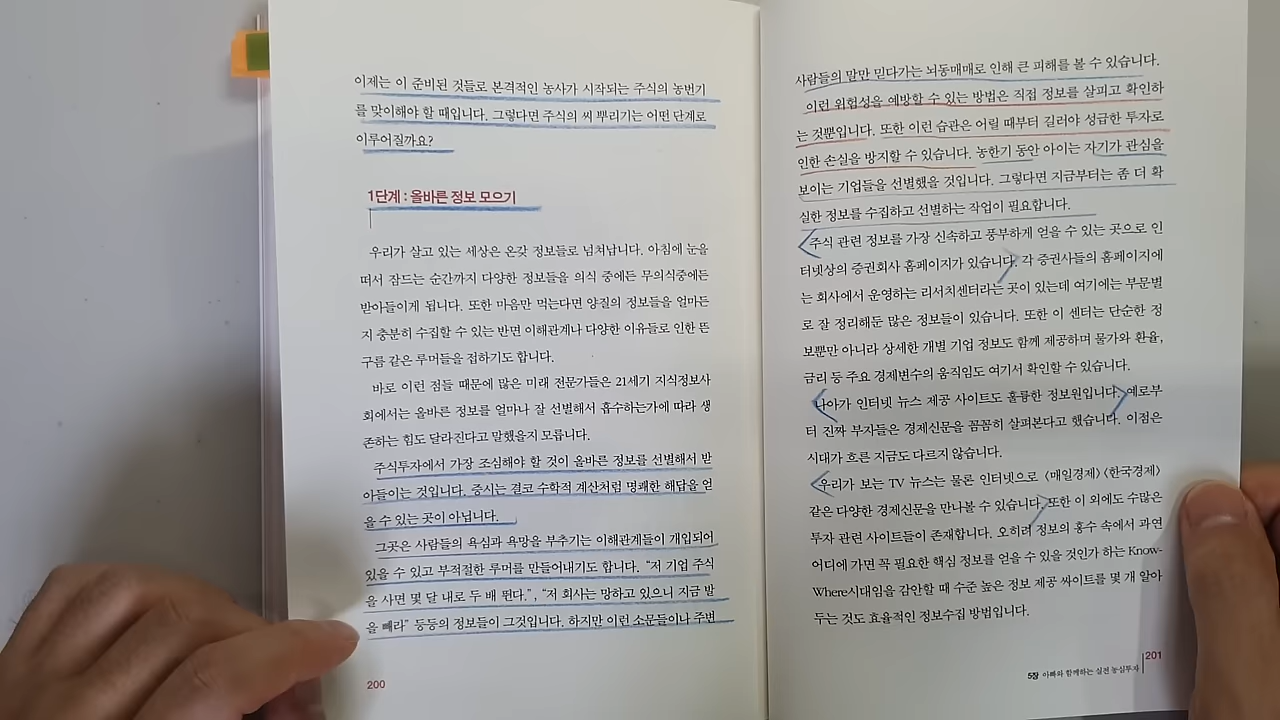 이제는 이 준비된 것들로 본격적인 농사가 시작되는 주식의 농번기
를 맞이해야 할 때입니다. 그렇다면 주식의 씨 뿌리기는 어떤 단계로
이루어질까요?
1단계 : 올바른 정보 모으기
우리가 살고 있는 세상은 온갖 정보들로 넘쳐납니다. 아침에 눈을
떠서 잠드는 순간까지 다양한 정보들을 의식 중에든 무의식중에든
받아들이게 됩니다. 또한 마음만 먹는다면 양질의 정보들을 얼마든
지 충분히 수집할 수 있는 반면 이해관계나 다양한 이유들로 인한 뜬
구름 같은 루머들을 접하기도 합니다.
바로 이런 점들 때문에 많은 미래 전문가들은 21세기 지식정보사
회에서는 올바른 정보를 얼마나 잘 선별해서 흡수하는가에 따라 생
존하는 힘도 달라진다고 말했을지 모릅니다.
주식투자에서 가장 조심해야 할 것이 올바른 정보를 선별해서 받
아들이는 것입니다. 증시는 결코 수학적 계산처럼 명쾌한 해답을 얻
을 수 있는 곳이 아닙니다.
그곳은 사람들의 욕심과 욕망을 부추기는 이해관계들이 개입되어
있을 수 있고 부적절한 루머를 만들어내기도 합니다. “저 기업 주식
을 사면 몇 달 내로 두 배 뛴다.”, “저 회사는 망하고 있으니 지금 발
을 빼라” 등등의 정보들이 그것입니다. 하지만 이런 소문들이나 주변
200
사람들의 말만 믿다가는 뇌동매매로 인해 큰 피해를 볼 수 있습니다.
이런 위험성을 예방할 수 있는 방법은 직접 정보를 살피고 확인하
는 것뿐입니다. 또한 이런 습관은 어릴 때부터 길러야 성급한 투자로
인한 손실을 방지할 수 있습니다. 농한기 동안 아이는 자기가 관심을
보이는 기업들을 선별했을 것입니다. 그렇다면 지금부터는 좀 더 확
실한 정보를 수집하고 선별하는 작업이 필요합니다.
주식 관련 정보를 가장 신속하고 풍부하게 얻을 수 있는 곳으로 인
터넷상의 증권회사 홈페이지가 있습니다. 각 증권사들의 홈페이지에
는 회사에서 운영하는 리서치센터라는 곳이 있는데 여기에는 부문별
로 잘 정리해둔 많은 정보들이 있습니다. 또한 이 센터는 단순한 정
보뿐만 아니라 상세한 개별 기업 정보도 함께 제공하며 물가와 환율,
금리 등 주요 경제변수의 움직임도 여기서 확인할 수 있습니다.
나아가 인터넷 뉴스 제공 사이트도 훌륭한 정보원입니다. 예로부
터 진짜 부자들은 경제신문을 꼼꼼히 살펴본다고 했습니다. 이점은
시대가 흐른 지금도 다르지 않습니다.
우리가 보는 TV 뉴스는 물론 인터넷으로 〈매일경제〉〈한국경제〉
같은 다양한 경제신문을 만나볼 수 있습니다. 또한 이 외에도 수많은
투자 관련 사이트들이 존재합니다. 오히려 정보의 홍수 속에서 과연
어디에 가면 꼭 필요한 핵심 정보를 얻을 수 있을 것인가 하는 Know-
Where시대임을 감안할 때 수준 높은 정보 제공 싸이트를 몇 개 알아
두는 것도 효율적인 정보수집 방법입니다.
5장 아빠와 함께하는 실전 농심투자 201